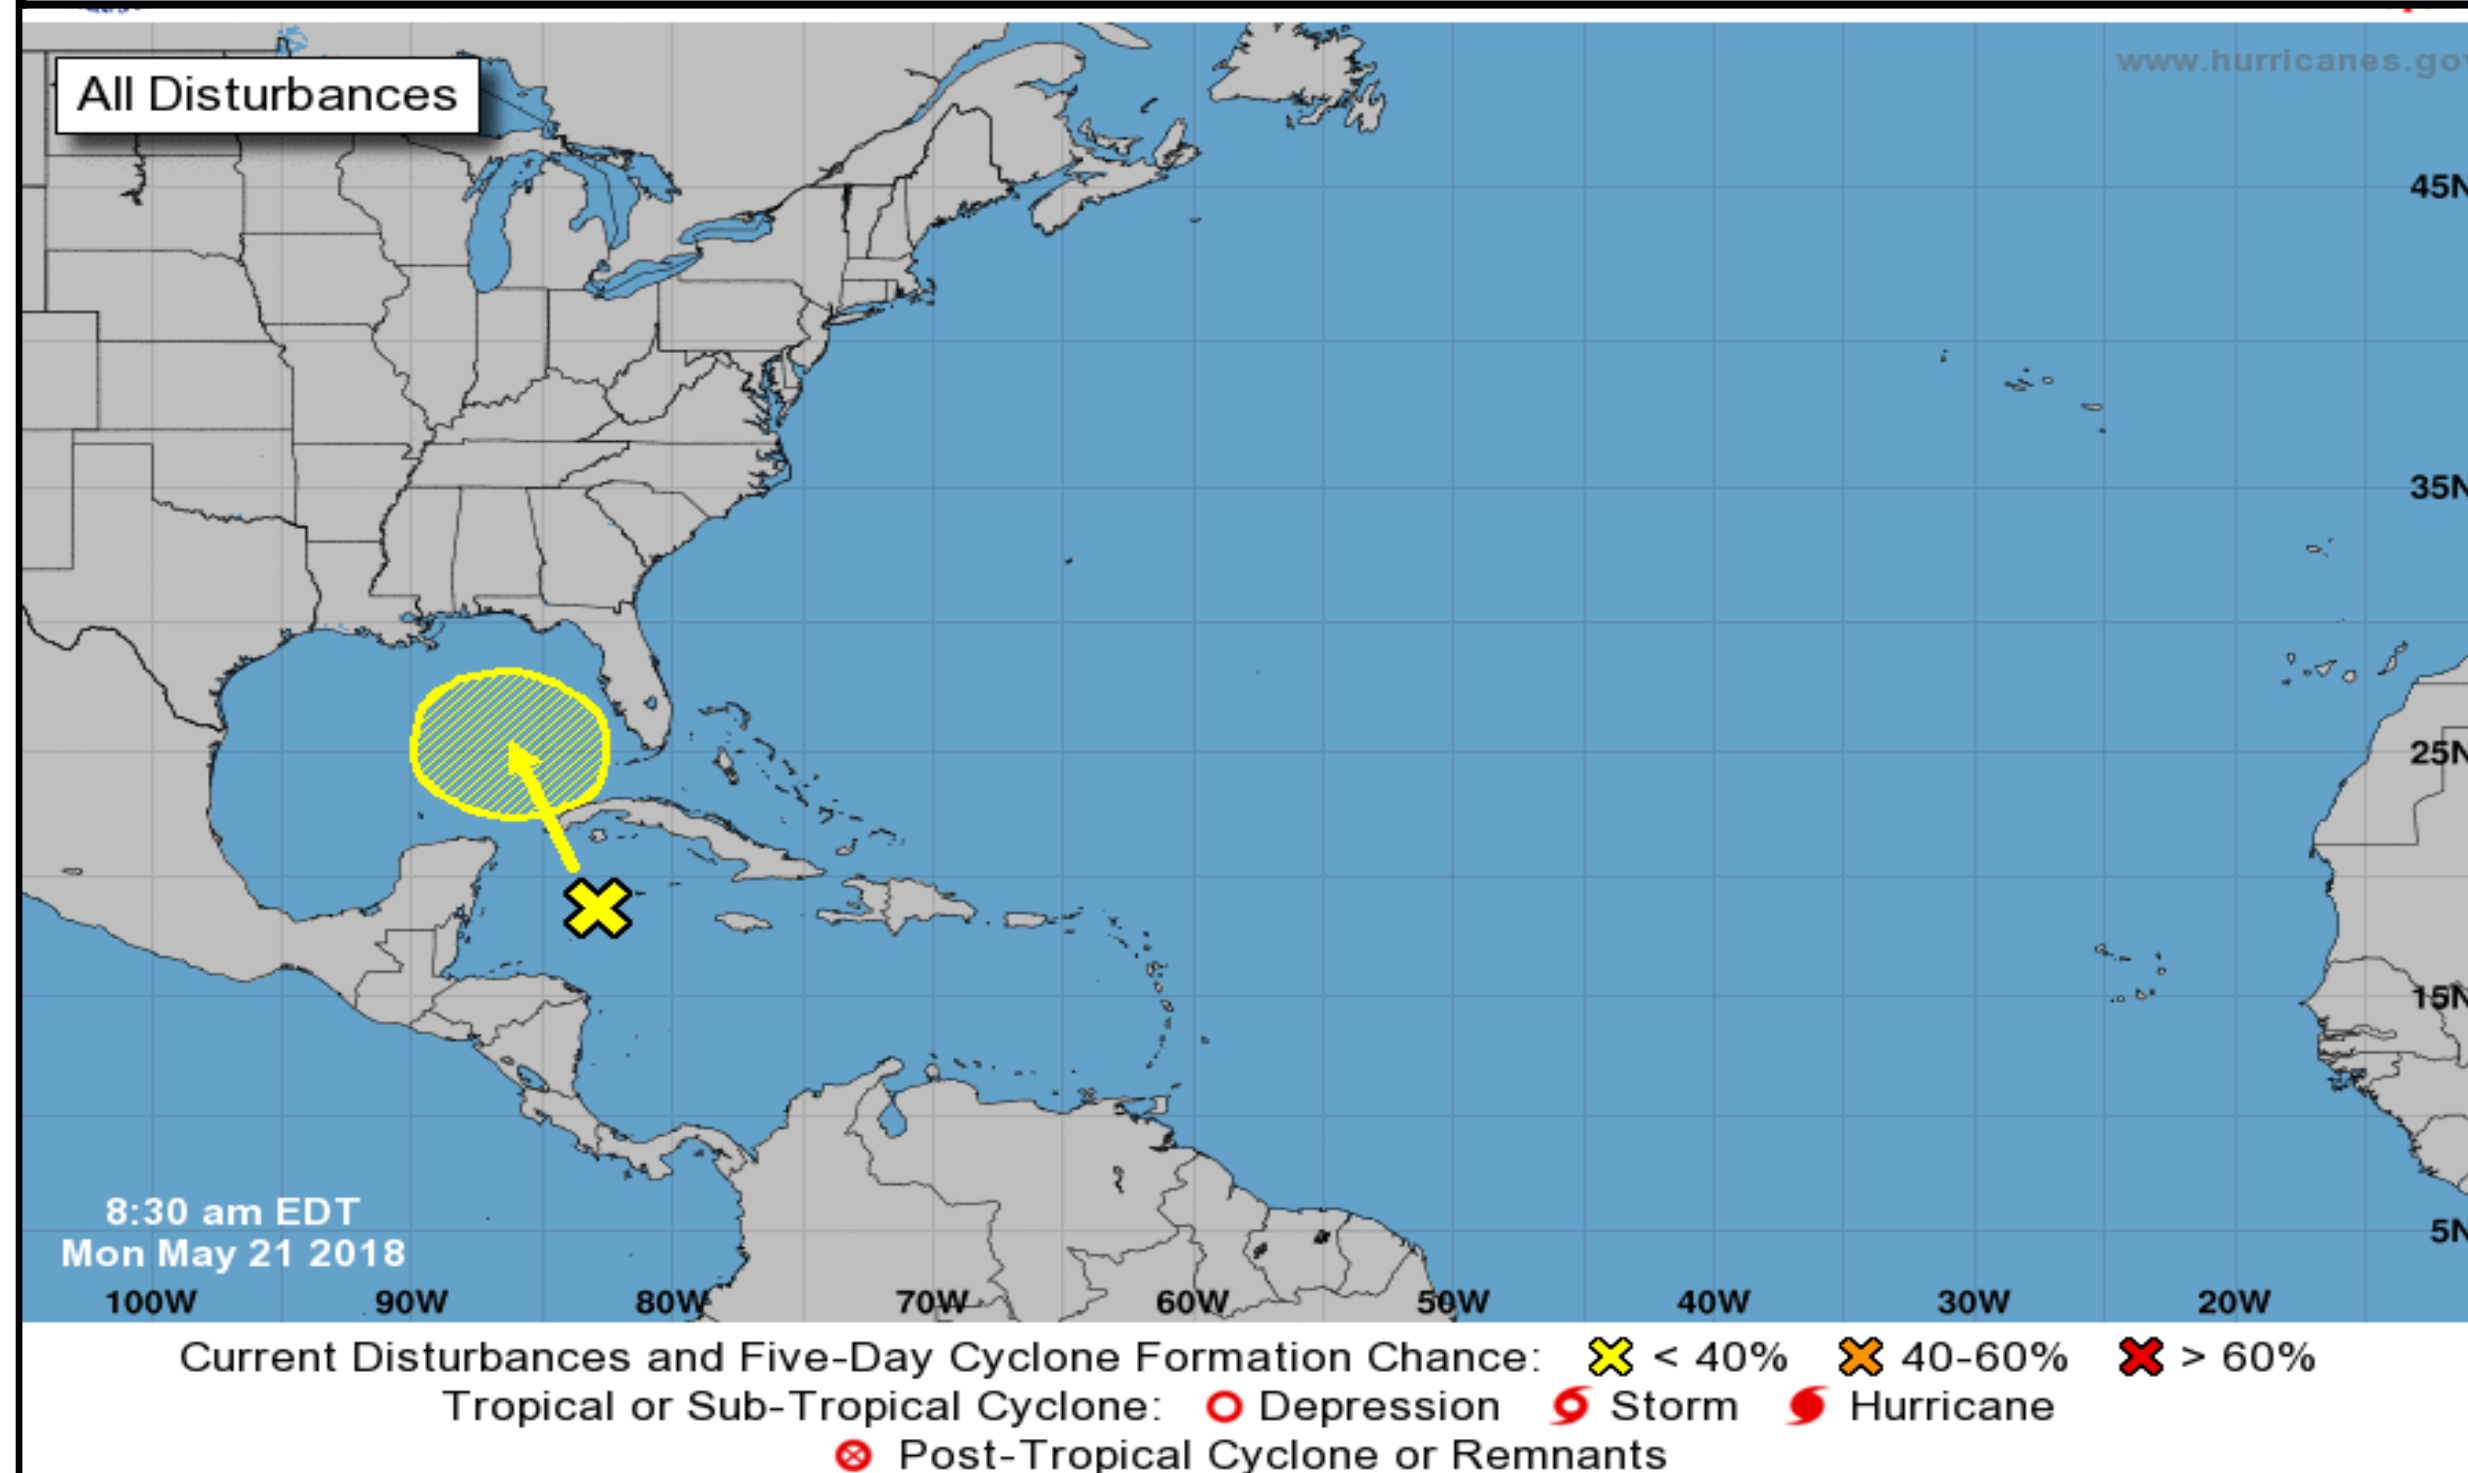 All Disturbances
www.hurricanes.gov
45N
35N
25N
15N
5N
8:30 am EDT
Mon May 21 2018
100W 90W 80W 70W 60W 50W 40W 30W 20W
Current Disturbances and Five-Day Cyclone Formation Chance: < 40% 40-60% > 60%
Tropical or Sub-Tropical Cyclone: Depression Storm Hurricane
Post-Tropical Cyclone or Remnants